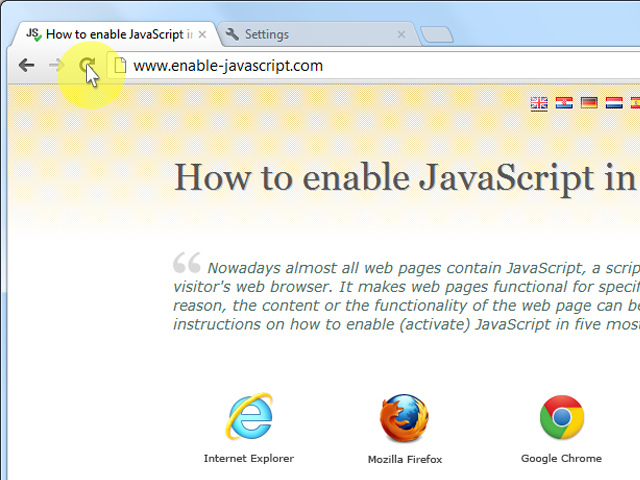 JS How to enable JavaScript in
Settings
www.enable-javascript.com
How to enable JavaScript in
“ Nowadays almost all web pages contain JavaScript, a scrip
visitor's web browser. It makes web pages functional for specif
reason, the content or the functionality of the web page can be
instructions on how to enable (activate) JavaScript in five most
Internet Explorer
Mozilla Firefox
Google Chrome